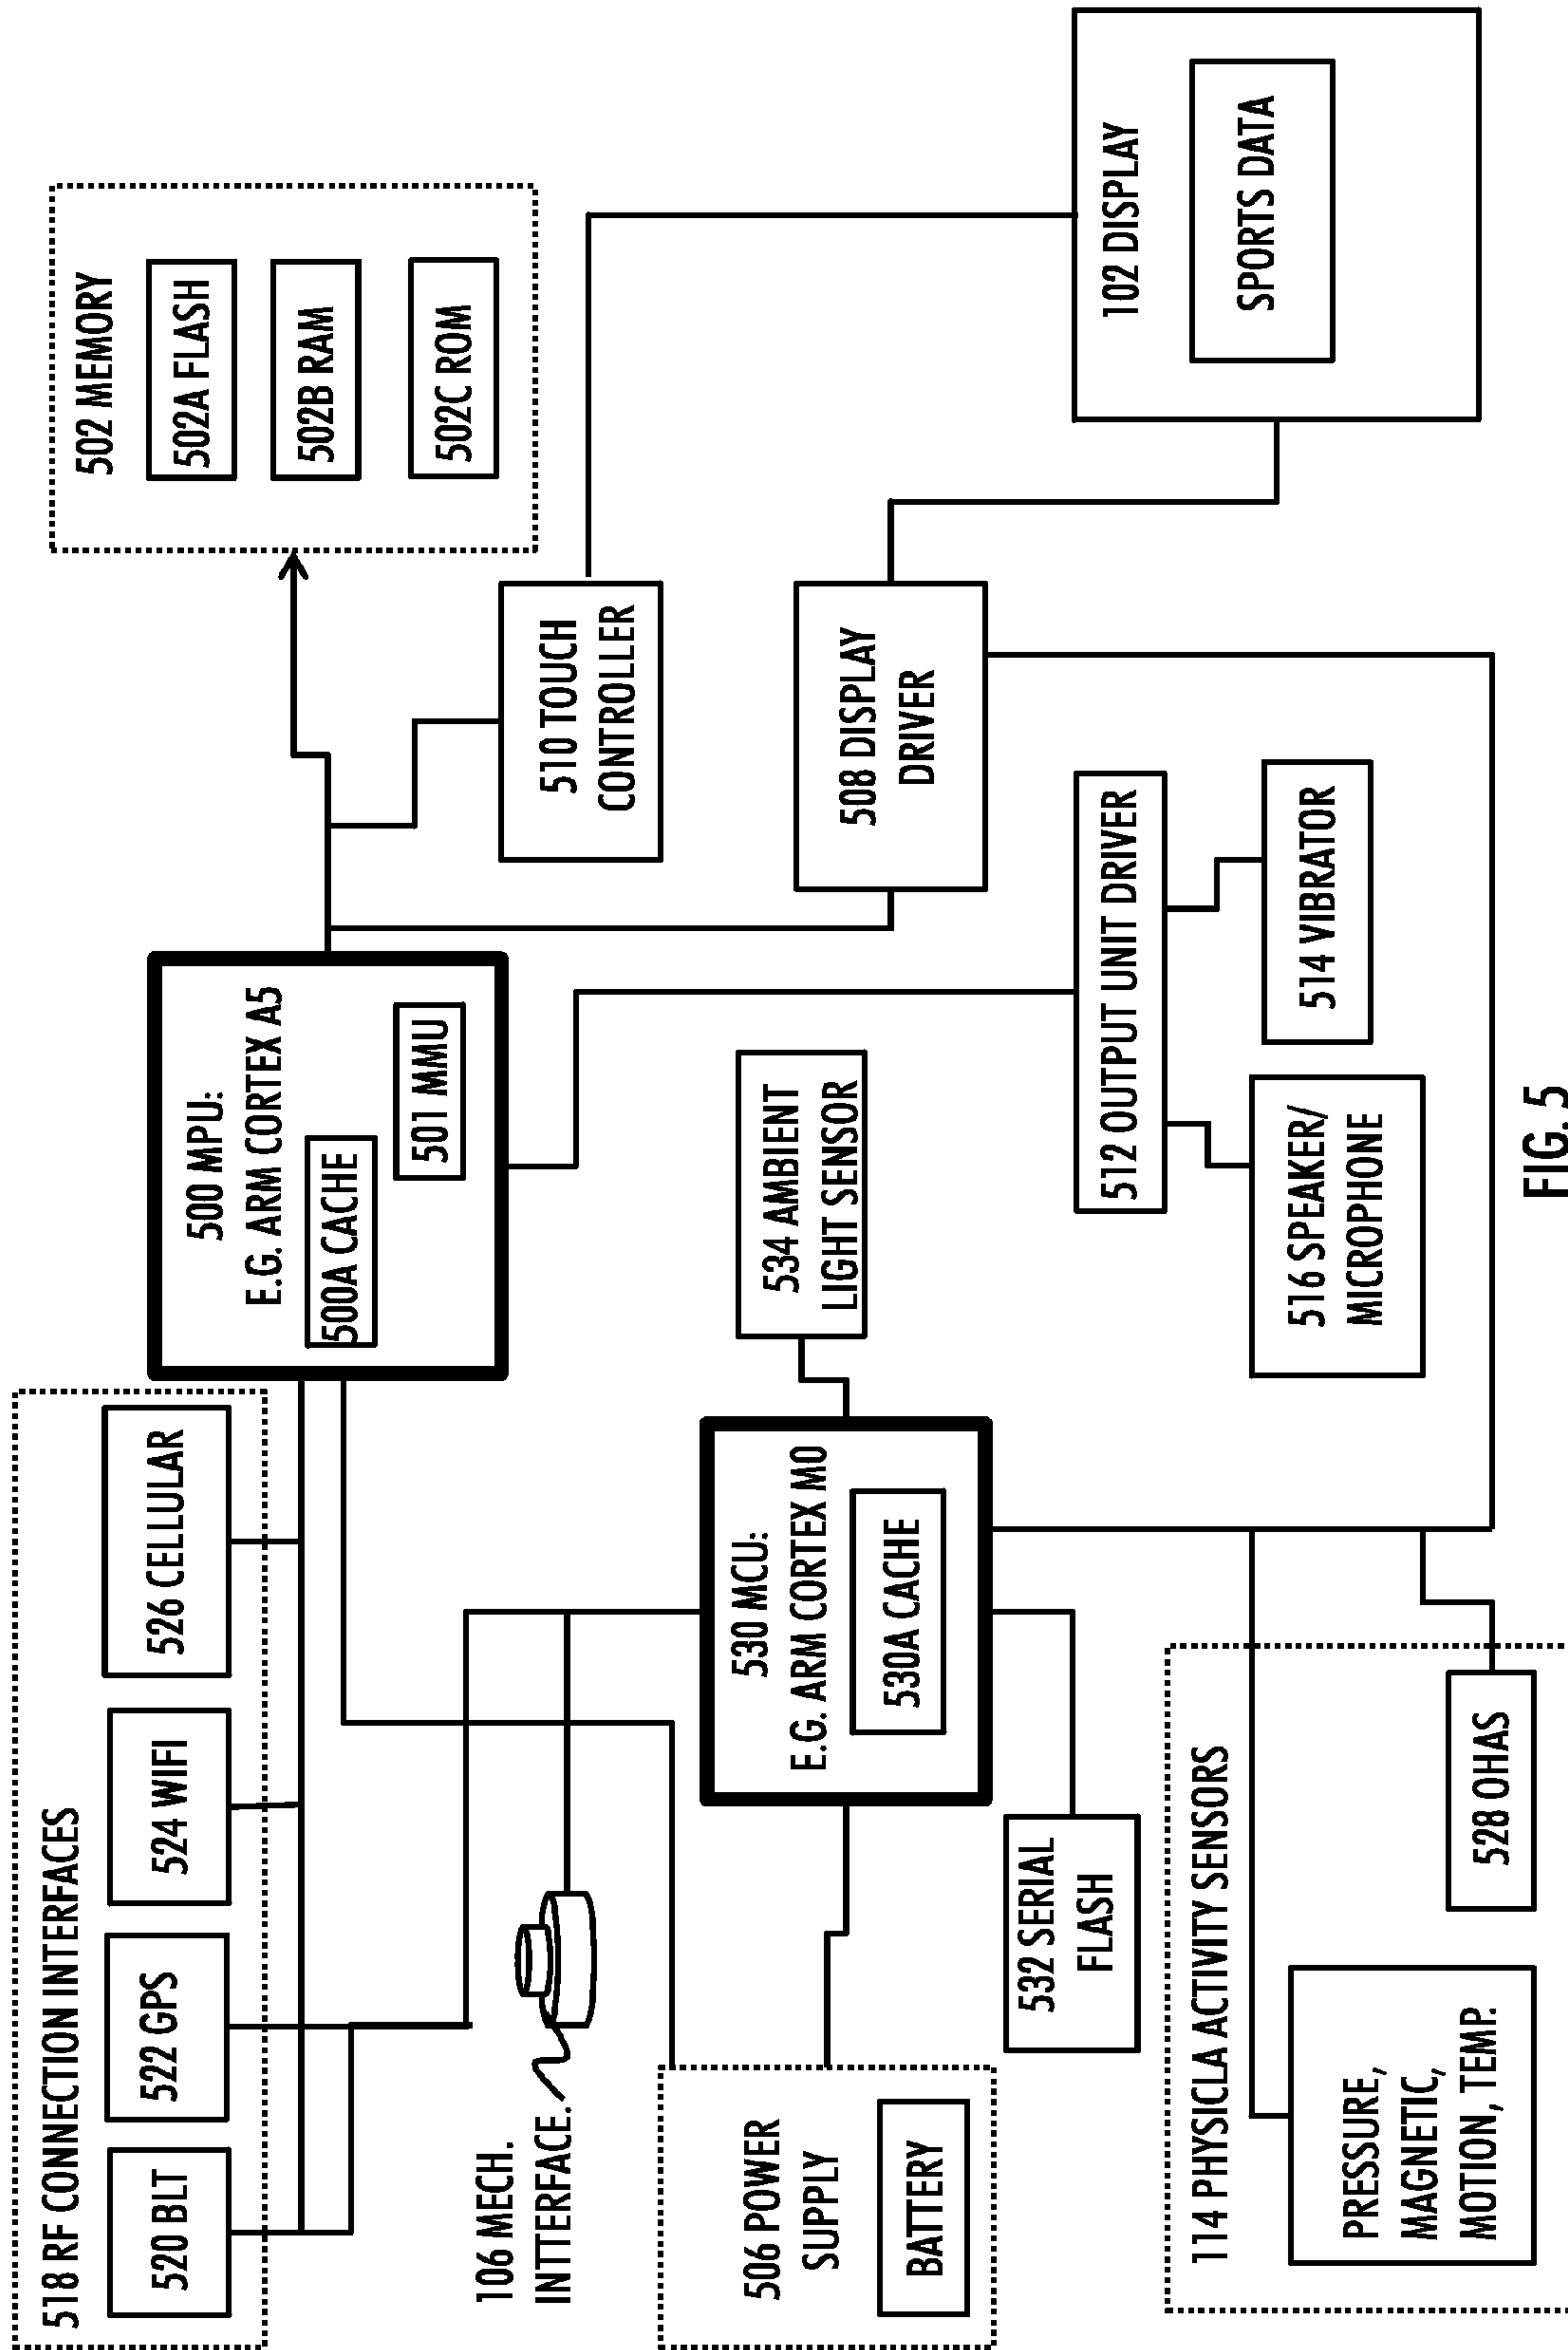 518 RF CONNECTION INTERFACES
520 BLT
522 GPS
524 WIFI
526 CELLULAR
500 MPU:
E.G. ARM CORTEX A5
500A CACHE
501 MMU
502 MEMORY
502A FLASH
502B RAM
502C ROM
106 MECH.
INTTERFACE.
510 TOUCH
CONTROLLER
506 POWER
SUPPLY
BATTERY
530 MCU:
E.G. ARM CORTEX M0
530A CACHE
534 AMBIENT
LIGHT SENSOR
508 DISPLAY
DRIVER
102 DISPLAY
SPORTS DATA
532 SERIAL
FLASH
512 OUTPUT UNIT DRIVER
516 SPEAKER/
MICROPHONE
514 VIBRATOR
114 PHYSICLA ACTIVITY SENSORS
PRESSURE,
MAGNETIC,
MOTION, TEMP.
528 OHAS
FIG. 5